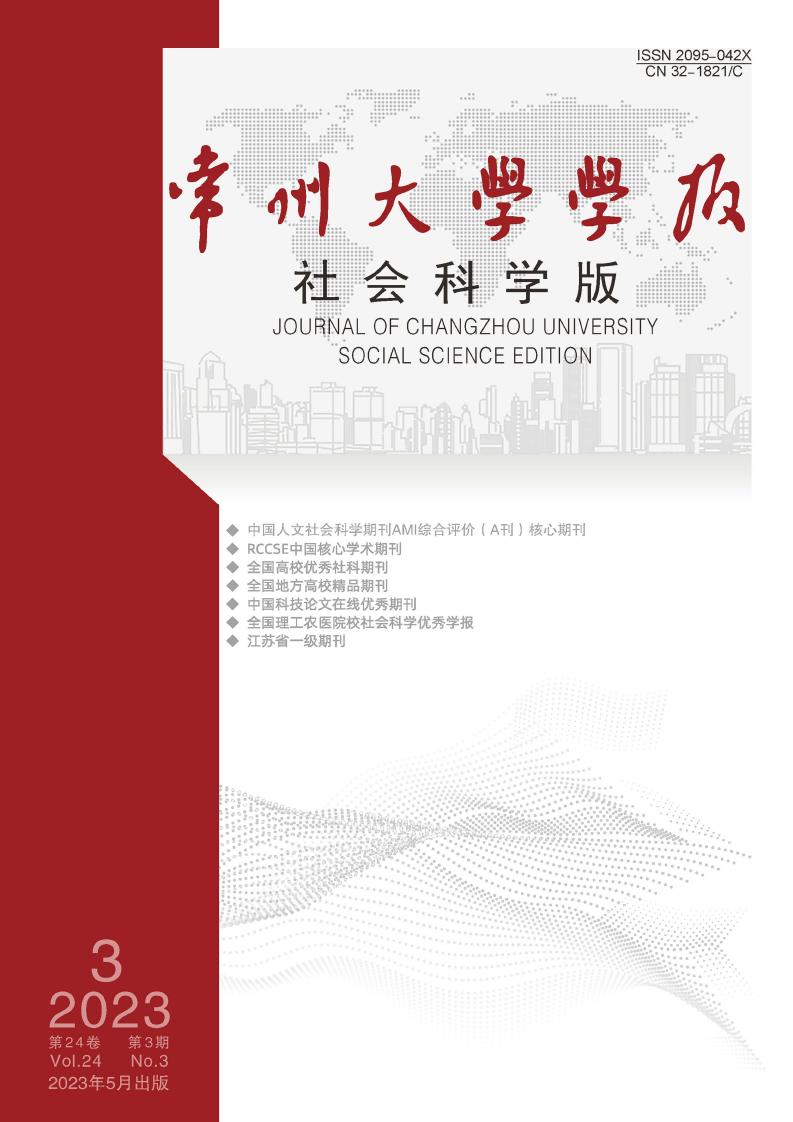 ISSN 2095-042X
CN 32-1821/C
常州大學學报
社会科学版
JOURNAL OF CHANGZHOU UNIVERSITY
SOCIAL SCIENCE EDITION
◆ 中国人文社会科学期刊AMI综合评价（A刊）核心期刊
◆ RCCSE中国核心学术期刊
◆ 全国高校优秀社科期刊
◆ 全国地方高校精品期刊
◆ 中国科技论文在线优秀期刊
◆ 全国理工农医院校社会科学优秀学报
◆ 江苏省一级期刊
3
2023
第24卷 第3期
Vol.24 No.3
2023年5月出版